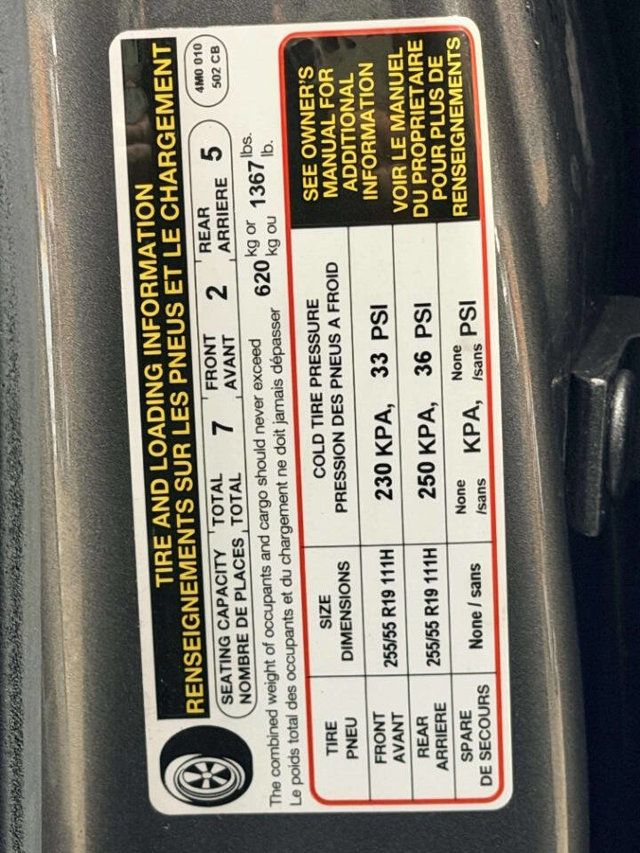 TIRE AND LOADING INFORMATION
RENSEIGNEMENTS SUR LES PNEUS ET LE CHARGEMENT
4M0 010
502 CB
SEATING CAPACITY TOTAL 7 FRONT 2 REAR 5
NOMBRE DE PLACES TOTAL AVANT ARRIERE
The combined weight of occupants and cargo should never exceed 620 kg or 1367 lbs.
Le poids total des occupants et du chargement ne doit jamais dépasser kg ou lb.
TIRE SIZE COLD TIRE PRESSURE
PNEU DIMENSIONS PRESSION DES PNEUS A FROID
FRONT 255/55 R19 111H 230 KPA, 33 PSI
AVANT
REAR 255/55 R19 111H 250 KPA, 36 PSI
ARRIERE
SPARE None / sans None KPA, None PSI
DE SECOURS /sans /sans
SEE OWNER'S
MANUAL FOR
ADDITIONAL
INFORMATION
VOIR LE MANUEL
DU PROPRIETAIRE
POUR PLUS DE
RENSEIGNEMENTS